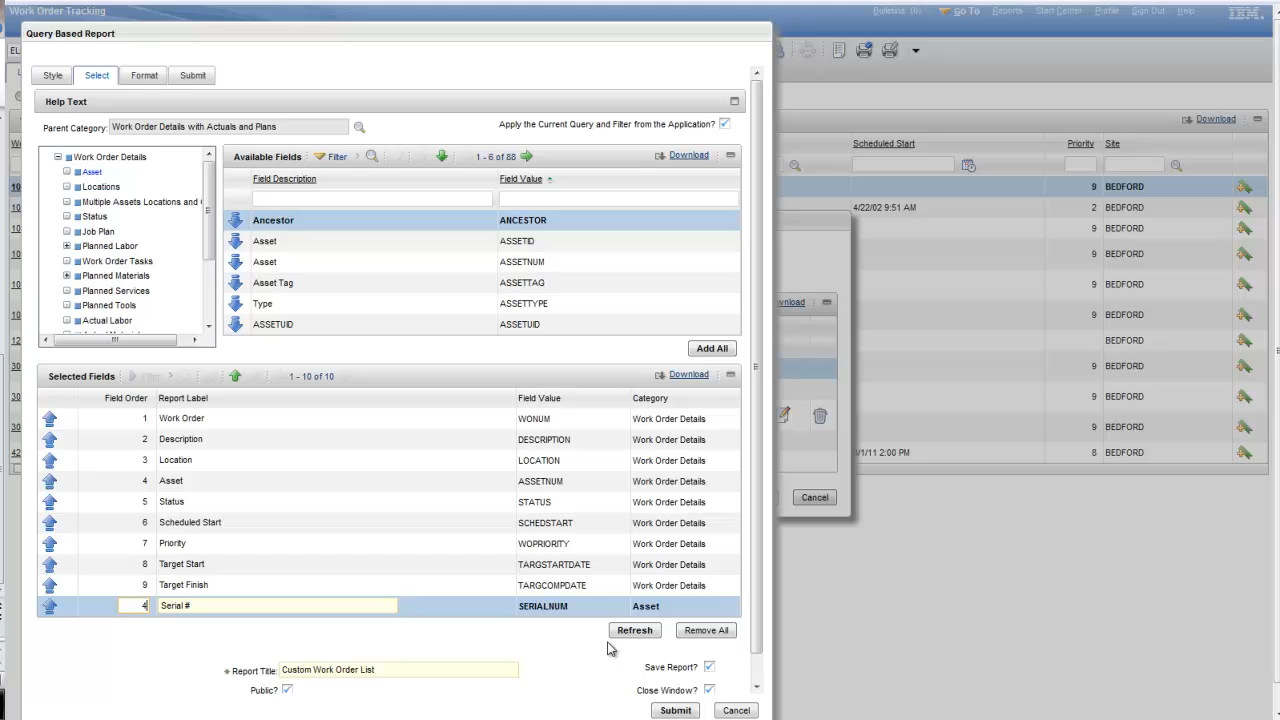 Work Order Tracking
Bulletins: (0) Go To Reports Start Center Profile Sign Out Help IBM
Query Based Report
Style Select Format Submit
Help Text
Parent Category: Work Order Details with Actuals and Plans
Apply the Current Query and Filter from the Application?
Work Order Details
Asset
Locations
Multiple Assets Locations and C
Status
Job Plan
Planned Labor
Work Order Tasks
Planned Materials
Planned Services
Planned Tools
Actual Labor
Available Fields Filter 1 - 6 of 88 Download
Field Description Field Value
Ancestor ANCESTOR
Asset ASSETID
Asset ASSETNUM
Asset Tag ASSETTAG
Type ASSETTYPE
ASSETUID ASSETUID
Add All
Selected Fields Filter 1 - 10 of 10 Download
Field Order Report Label Field Value Category
1 Work Order WONUM Work Order Details
2 Description DESCRIPTION Work Order Details
3 Location LOCATION Work Order Details
4 Asset ASSETNUM Work Order Details
5 Status STATUS Work Order Details
6 Scheduled Start SCHEDSTART Work Order Details
7 Priority WOPRIORITY Work Order Details
8 Target Start TARGSTARTDATE Work Order Details
9 Target Finish TARGCOMPDATE Work Order Details
4 Serial # SERIALNUM Asset
Refresh Remove All
Report Title: Custom Work Order List
Save Report?
Public?
Close Window?
Submit Cancel
Download
Scheduled Start Priority Site
9 BEDFORD
4/22/02 9:51 AM 2 BEDFORD
9 BEDFORD
9 BEDFORD
9 BEDFORD
9 BEDFORD
BEDFORD
9 BEDFORD
9 BEDFORD
9 BEDFORD
/1/11 2:00 PM 8 BEDFORD
wnload
Cancel